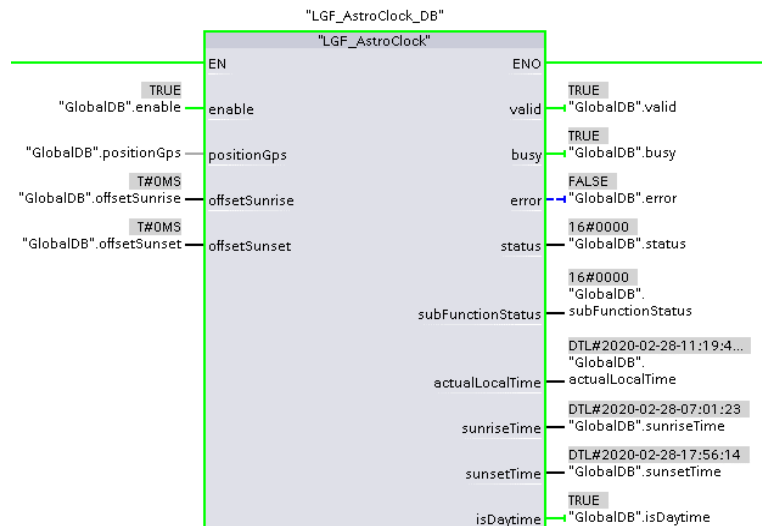 "LGF_AstroClock_DB"
"LGF_AstroClock"
EN ENO
TRUE TRUE
"GlobalDB".enable enable valid "GlobalDB".valid
TRUE
"GlobalDB".positionGps positionGps busy "GlobalDB".busy
T#0MS FALSE
"GlobalDB".offsetSunrise offsetSunrise error "GlobalDB".error
T#0MS 16#0000
"GlobalDB".offsetSunset offsetSunset status "GlobalDB".status
16#0000
"GlobalDB".
subFunctionStatus subFunctionStatus
DTL#2020-02-28-11:19:4...
"GlobalDB".
actualLocalTime actualLocalTime
DTL#2020-02-28-07:01:23
sunriseTime "GlobalDB".sunriseTime
DTL#2020-02-28-17:56:14
sunsetTime "GlobalDB".sunsetTime
TRUE
isDaytime "GlobalDB".isDaytime